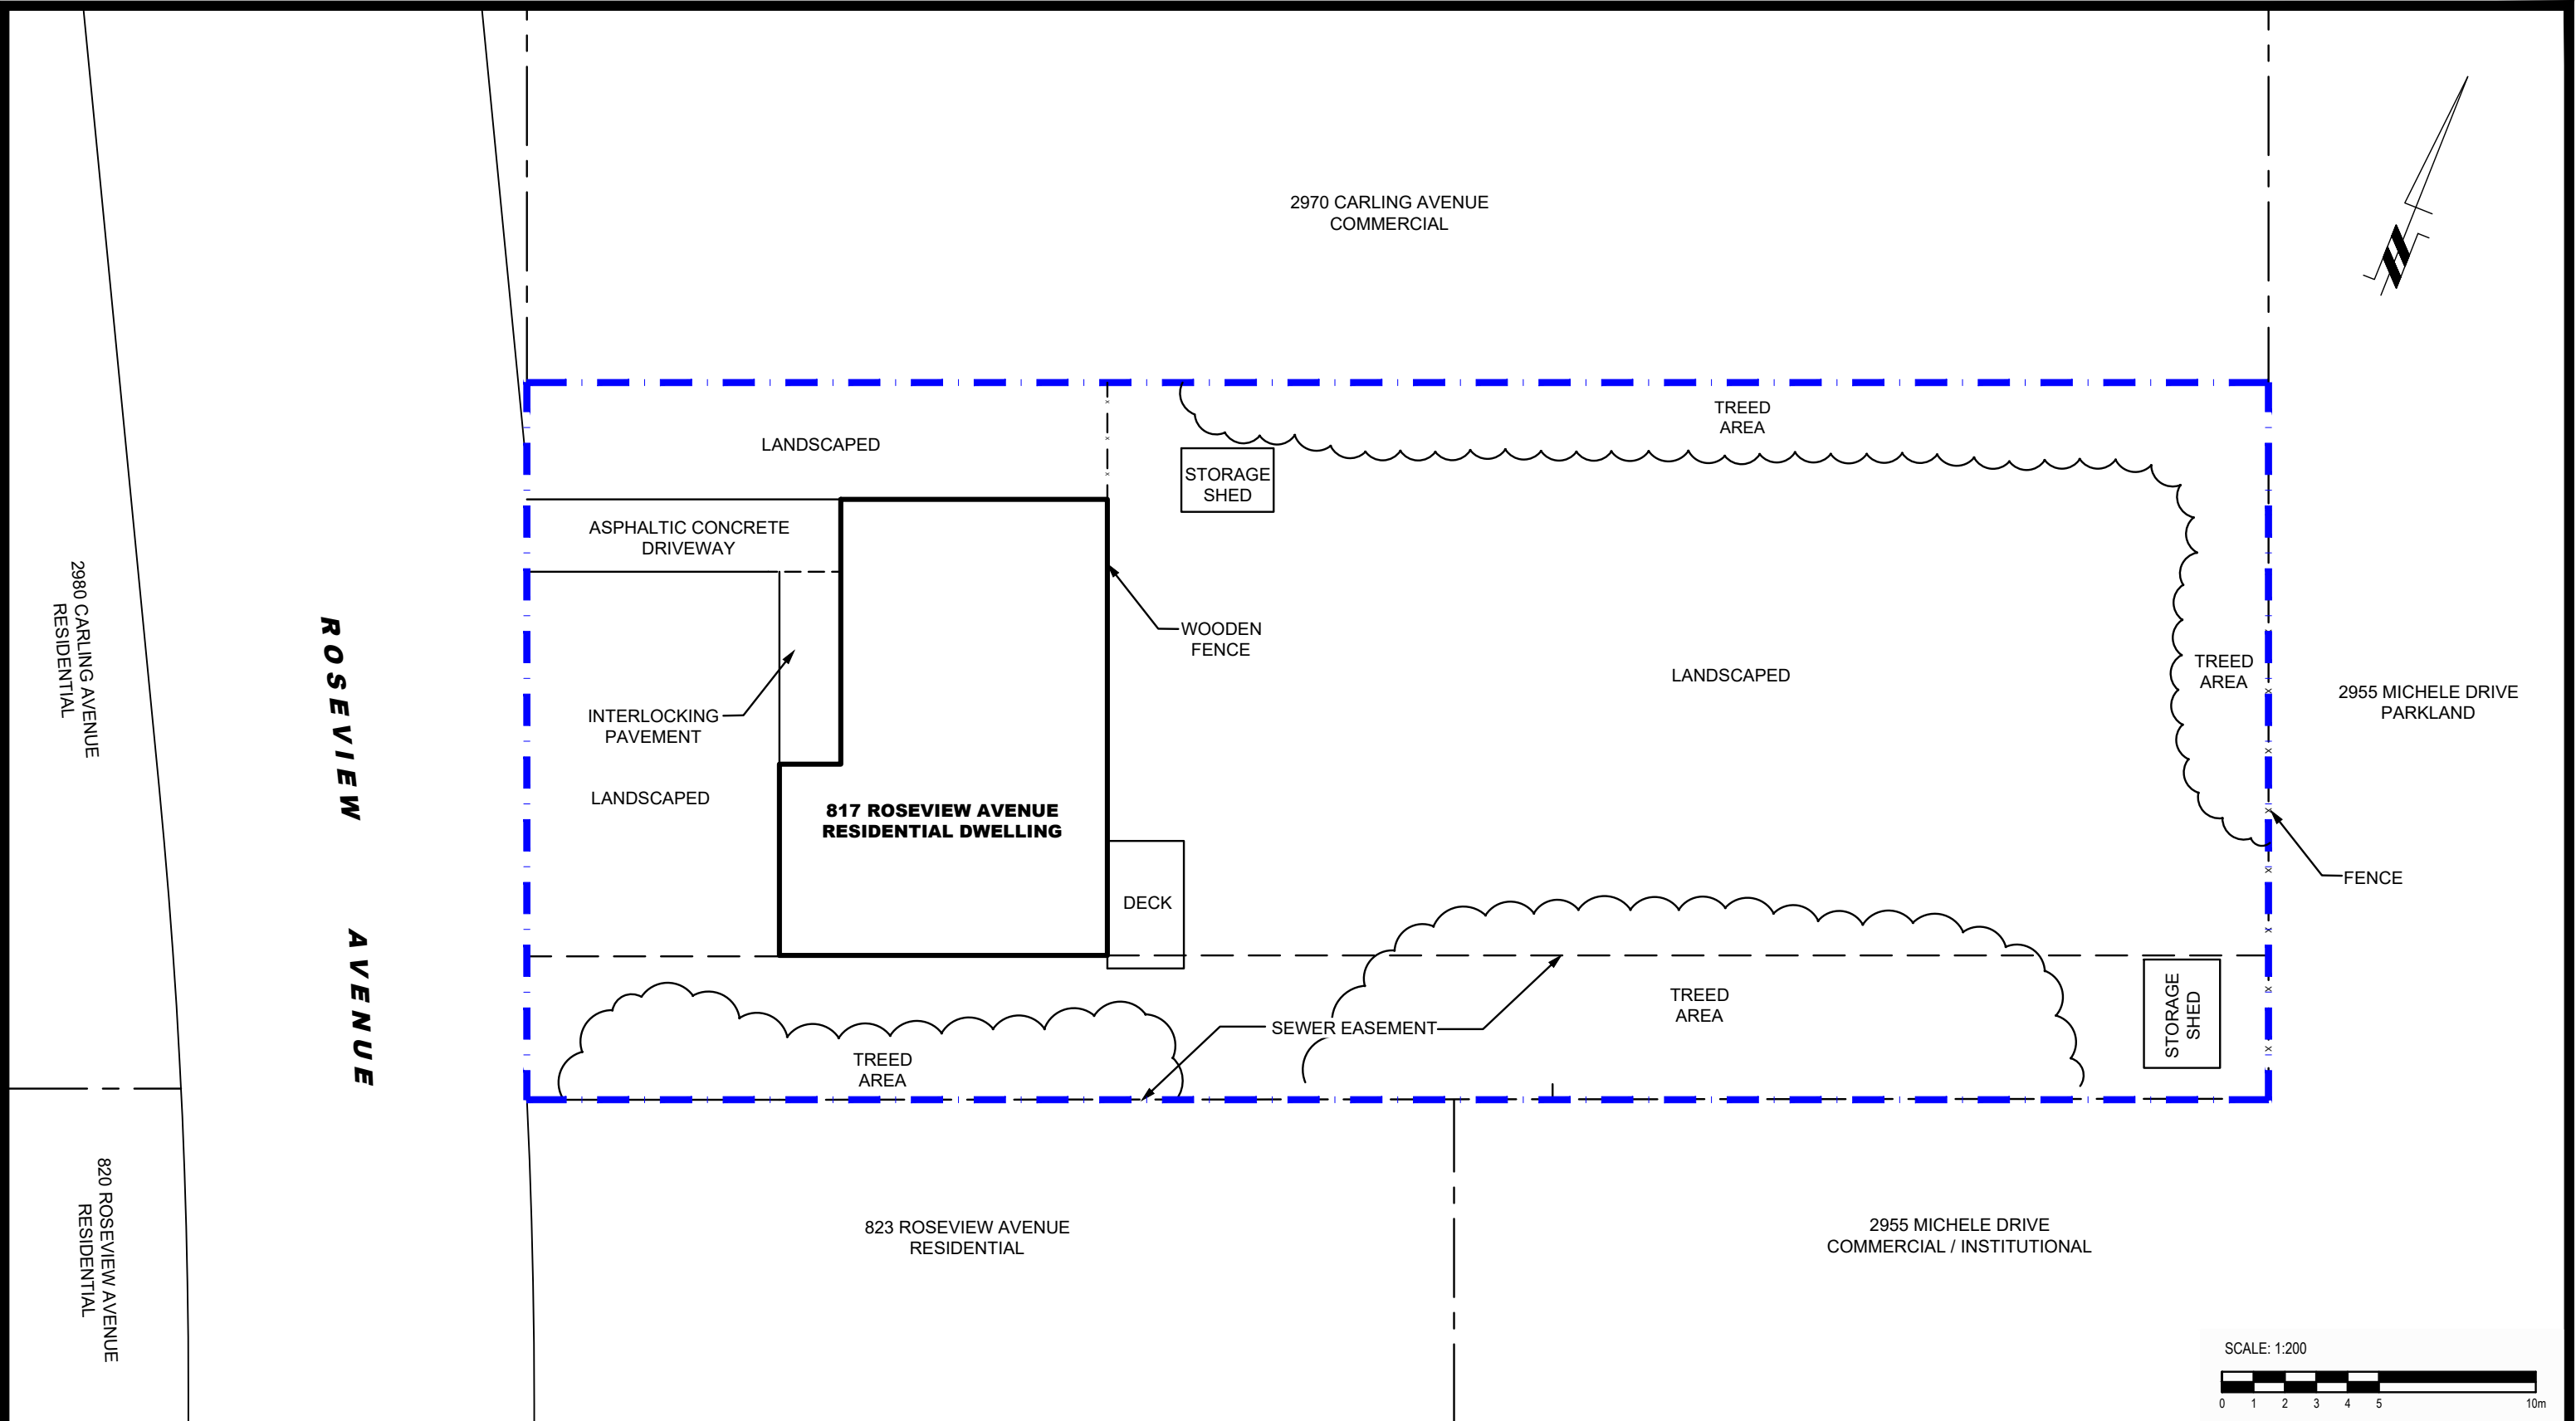 2970 CARLING AVENUE
COMMERCIAL
TREED
AREA
LANDSCAPED
STORAGE
SHED
ASPHALTIC CONCRETE
DRIVEWAY
2980 CARLING AVENUE
RESIDENTIAL
ROSEVIEW AVENUE
WOODEN
FENCE
LANDSCAPED
TREED
AREA
2955 MICHELE DRIVE
PARKLAND
INTERLOCKING
PAVEMENT
LANDSCAPED
817 ROSEVIEW AVENUE
RESIDENTIAL DWELLING
FENCE
DECK
TREED
AREA
STORAGE
SHED
SEWER EASEMENT
TREED
AREA
820 ROSEVIEW AVENUE
RESIDENTIAL
823 ROSEVIEW AVENUE
RESIDENTIAL
2955 MICHELE DRIVE
COMMERCIAL / INSTITUTIONAL
SCALE: 1:200
0 1 2 3 4 5 10m